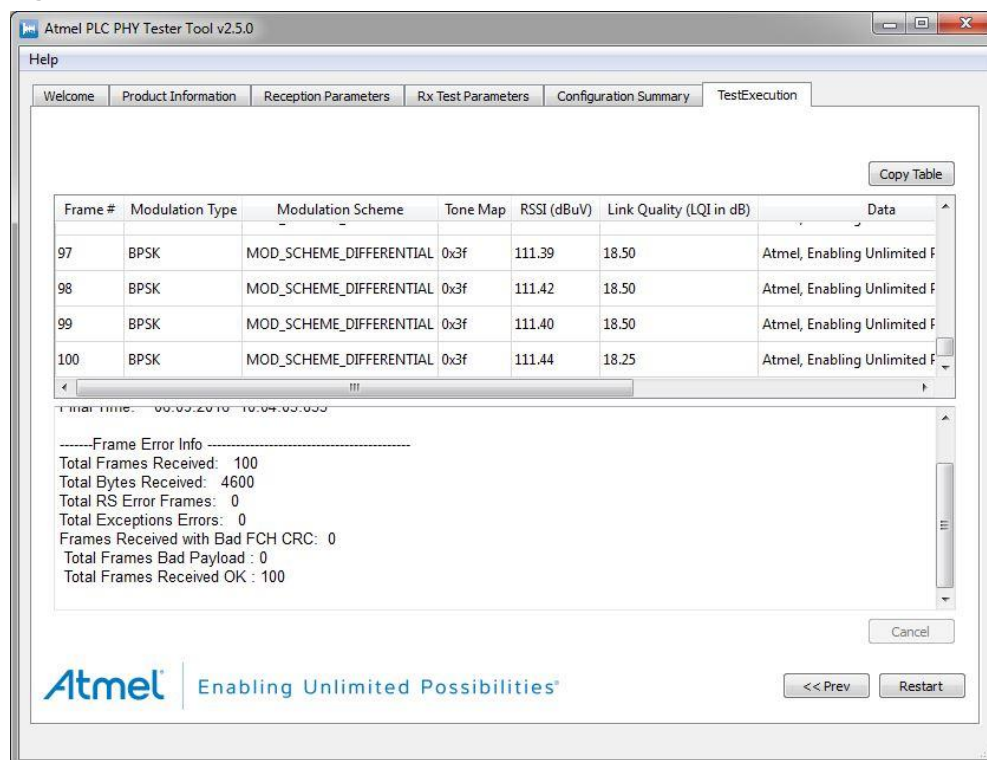 Atmel PLC PHY Tester Tool v2.5.0
Help
Welcome Product Information Reception Parameters Rx Test Parameters Configuration Summary TestExecution
Copy Table
Frame # Modulation Type Modulation Scheme Tone Map RSSI (dBuV) Link Quality (LQI in dB) Data
97 BPSK MOD_SCHEME_DIFFERENTIAL 0x3f 111.39 18.50 Atmel, Enabling Unlimited
98 BPSK MOD_SCHEME_DIFFERENTIAL 0x3f 111.42 18.50 Atmel, Enabling Unlimited
99 BPSK MOD_SCHEME_DIFFERENTIAL 0x3f 111.40 18.50 Atmel, Enabling Unlimited
100 BPSK MOD_SCHEME_DIFFERENTIAL 0x3f 111.44 18.25 Atmel, Enabling Unlimited
-------Frame Error Info -------------------------------------------
Total Frames Received: 100
Total Bytes Received: 4600
Total RS Error Frames: 0
Total Exceptions Errors: 0
Frames Received with Bad FCH CRC: 0
Total Frames Bad Payload : 0
Total Frames Received OK : 100
Cancel
Atmel Enabling Unlimited Possibilities®
<< Prev Restart